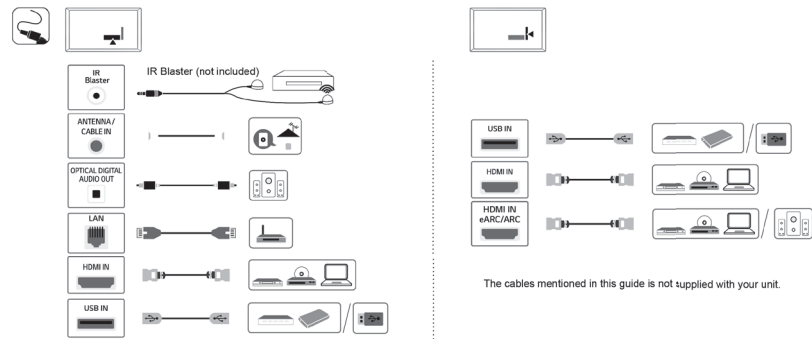 IR
Blaster
IR Blaster (not included)
ANTENNA /
CABLE IN
OPTICAL DIGITAL
AUDIO OUT
LAN
HDMI IN
USB IN
USB IN
HDMI IN
HDMI IN
eARC/ARC
The cables mentioned in this guide is not supplied with your unit.